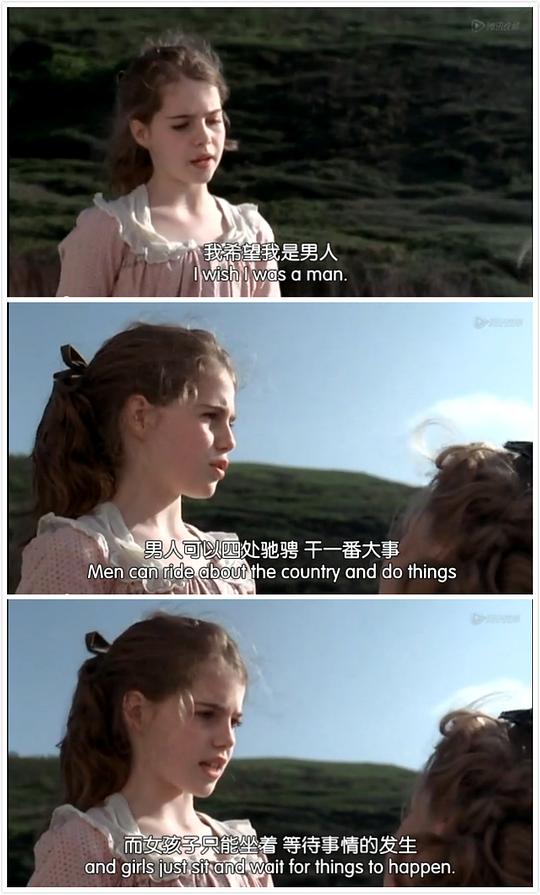 我希望我是男人
I wish I was a man.
男人可以四处驰骋 干一番大事
Men can ride about the country and do things
而女孩子只能坐着 等待事情的发生
and girls just sit and wait for things to happen.